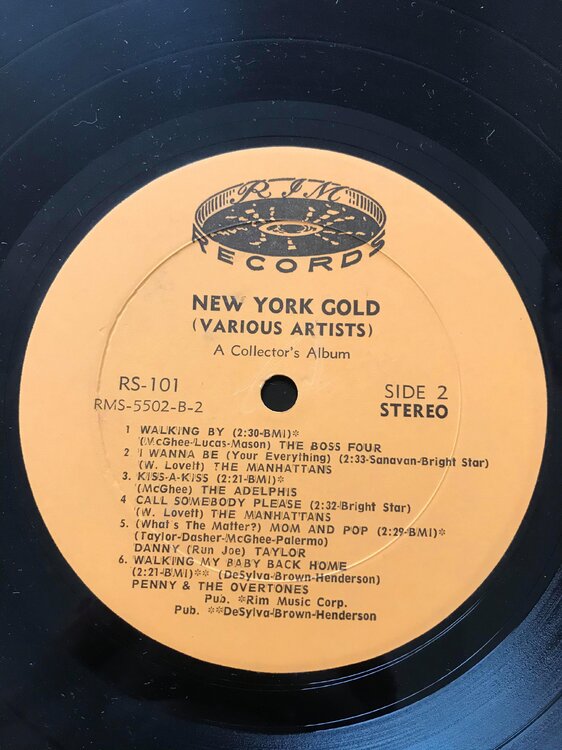 RIM
RECORDS
NEW YORK GOLD
(VARIOUS ARTISTS)
A Collector's Album
RS-101
SIDE 2
RMS-5502-B-2
STEREO
1 WALKING BY (2:30-BMI)*
(McGhee-Lucas-Mason) THE BOSS FOUR
2 I WANNA BE (Your Everything) (2:33-Sanavan-Bright Star)
(W. Lovett) THE MANHATTANS
3. KISS-A-KISS (2:21-BMI)*
(McGhee) THE ADELPHIS
4 CALL SOMEBODY PLEASE (2:32-Bright Star)
(W. Lovett) THE MANHATTANS
5. (What's The Matter?) MOM AND POP (2:29-BMI)*
(Taylor-Dasher-McGhee-Palermo)
DANNY (Run Joe) TAYLOR
6. WALKING MY BABY BACK HOME
(2:21-BMI)** (DeSylva-Brown-Henderson)
PENNY & THE OVERTONES
Pub. *Rim Music Corp.
Pub. **DeSylva-Brown-Henderson